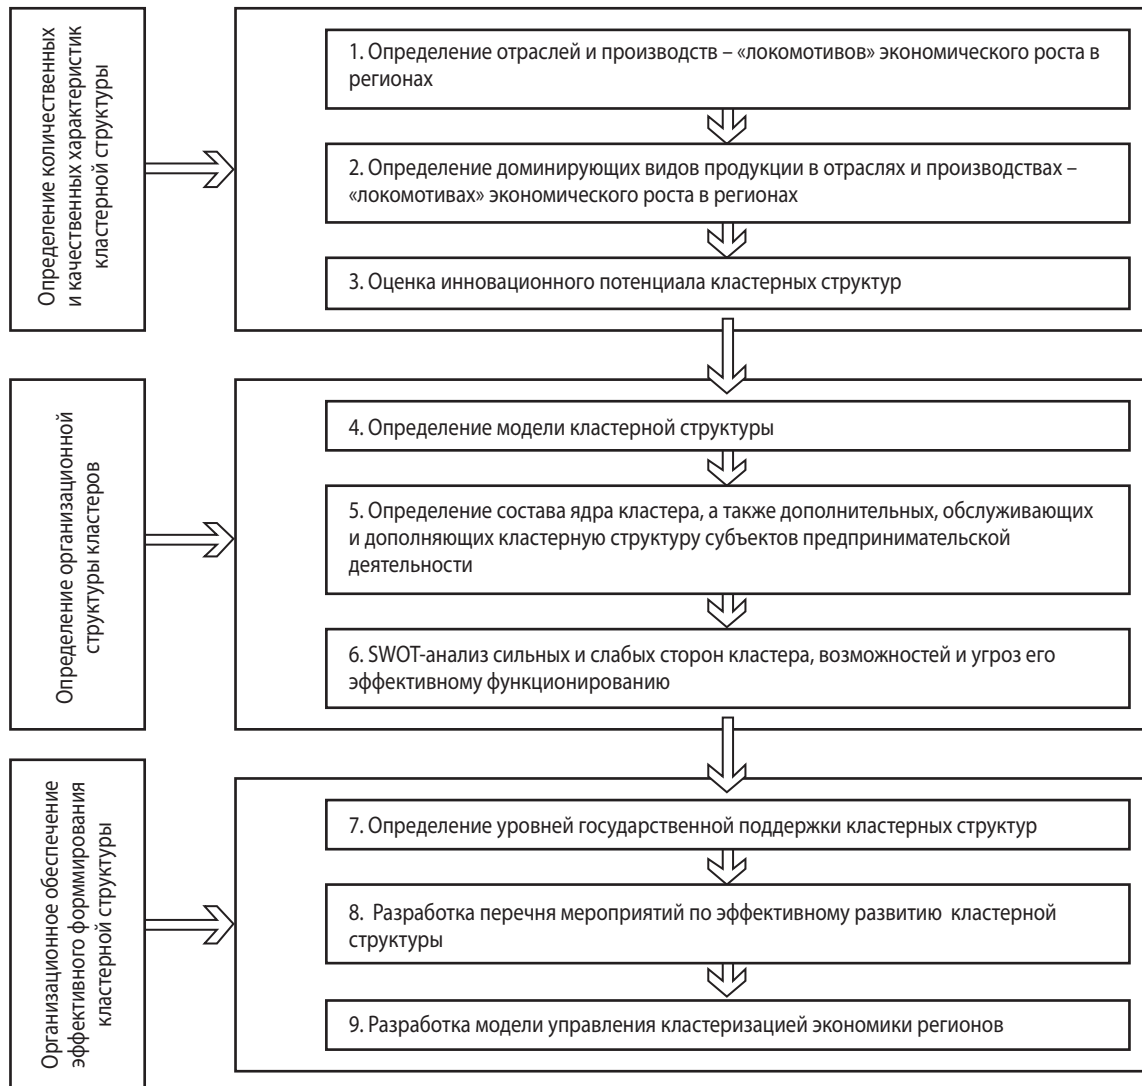 Определение количественных
и качественных характеристик
кластерной структуры
1. Определение отраслей и производств – «локомотивов» экономического роста в
регионах
2. Определение доминирующих видов продукции в отраслях и производствах –
«локомотивах» экономического роста в регионах
3. Оценка инновационного потенциала кластерных структур
Определение организационной
структуры кластеров
4. Определение модели кластерной структуры
5. Определение состава ядра кластера, а также дополнительных, обслуживающих
и дополняющих кластерную структуру субъектов предпринимательской
деятельности
6. SWOT-анализ сильных и слабых сторон кластера, возможностей и угроз его
эффективному функционированию
Организационное обеспечение
эффективного форммирования
кластерной структуры
7. Определение уровней государственной поддержки кластерных структур
8. Разработка перечня мероприятий по эффективному развитию кластерной
структуры
9. Разработка модели управления кластеризацией экономики регионов